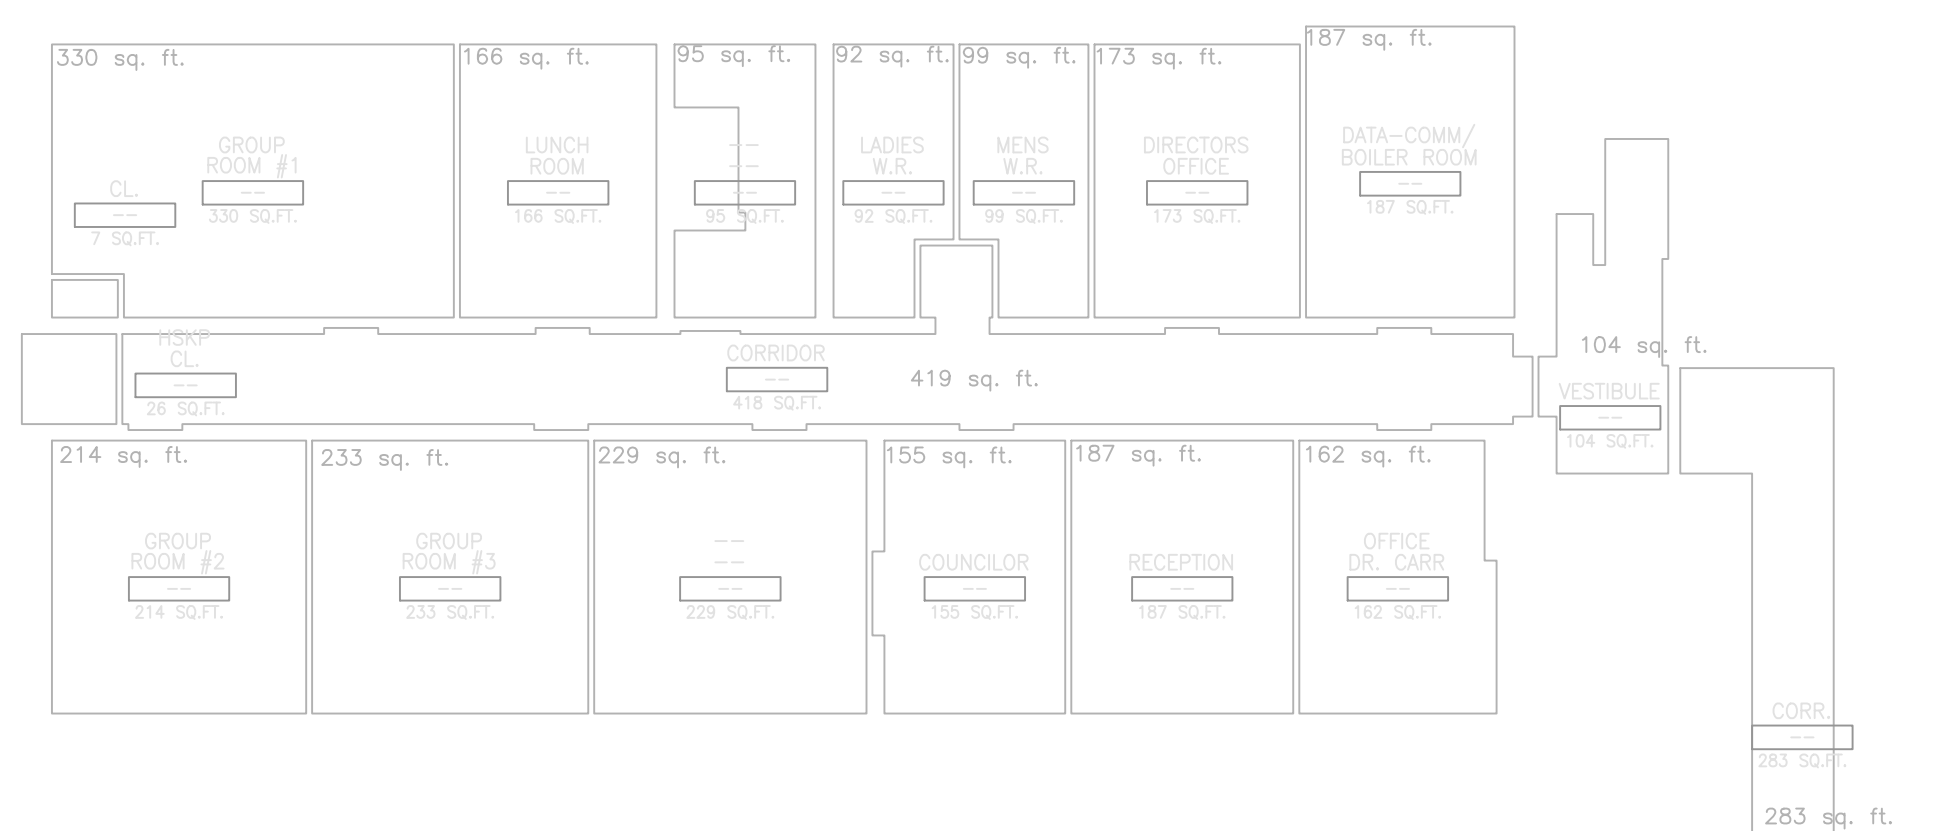 330 sq. ft.
166 sq. ft.
95 sq. ft.
92 sq. ft.
99 sq. ft.
173 sq. ft.
187 sq. ft.
GROUP
ROOM #1
--
330 SQ.FT.
CL.
--
7 SQ.FT.
LUNCH
ROOM
--
166 SQ.FT.
--
--
--
95 SQ.FT.
LADIES
W.R.
--
92 SQ.FT.
MENS
W.R.
--
99 SQ.FT.
DIRECTORS
OFFICE
--
173 SQ.FT.
DATA-COMM/
BOILER ROOM
--
187 SQ.FT.
HSKP
CL.
--
26 SQ.FT.
CORRIDOR
--
418 SQ.FT.
419 sq. ft.
104 sq. ft.
VESTIBULE
--
104 SQ.FT.
214 sq. ft.
233 sq. ft.
229 sq. ft.
155 sq. ft.
187 sq. ft.
162 sq. ft.
GROUP
ROOM #2
--
214 SQ.FT.
GROUP
ROOM #3
--
233 SQ.FT.
--
--
--
229 SQ.FT.
COUNCILOR
--
155 SQ.FT.
RECEPTION
--
187 SQ.FT.
OFFICE
DR. CARR
--
162 SQ.FT.
CORR.
--
283 SQ.FT.
283 sq. ft.